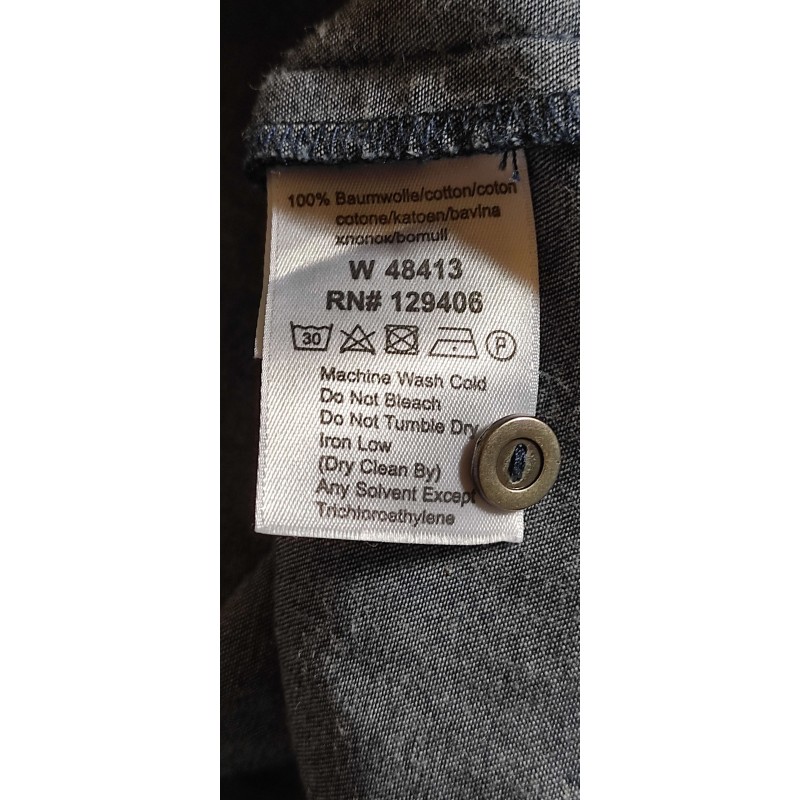 100% Baumwolle/cotton/coton
cotone/katoen/bavlna
хлопок/bomull
W 48413
RN# 129406
30
P
Machine Wash Cold
Do Not Bleach
Do Not Tumble Dry
Iron Low
(Dry Clean By)
Any Solvent Except
Trichloroethylene